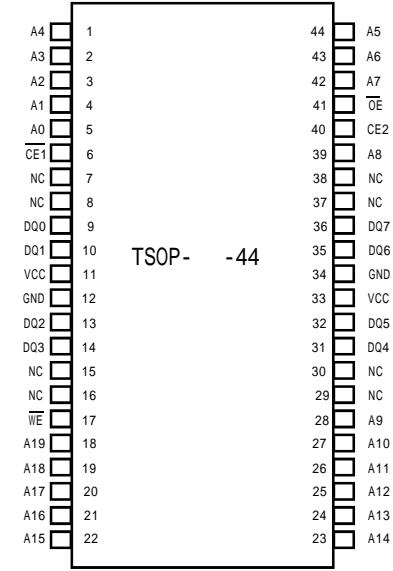 A4 1 44 A5
A3 2 43 A6
A2 3 42 A7
A1 4 41 OE
A0 5 40 CE2
CE1 6 39 A8
NC 7 38 NC
NC 8 37 NC
DQ0 9 36 DQ7
DQ1 10 TSOP- -44 35 DQ6
VCC 11 34 GND
GND 12 33 VCC
DQ2 13 32 DQ5
DQ3 14 31 DQ4
NC 15 30 NC
NC 16 29 NC
WE 17 28 A9
A19 18 27 A10
A18 19 26 A11
A17 20 25 A12
A16 21 24 A13
A15 22 23 A14